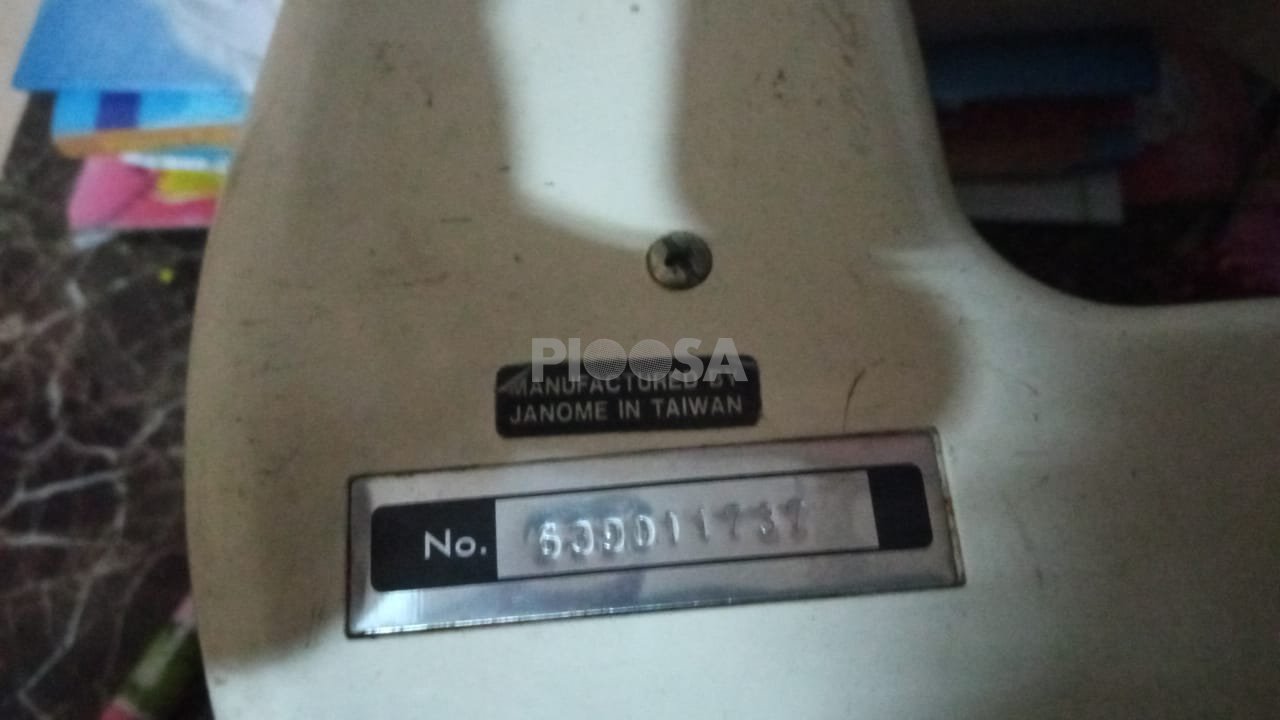 PIOOSA
MANUFACTURED BY
JANOME IN TAIWAN
No. 639011737